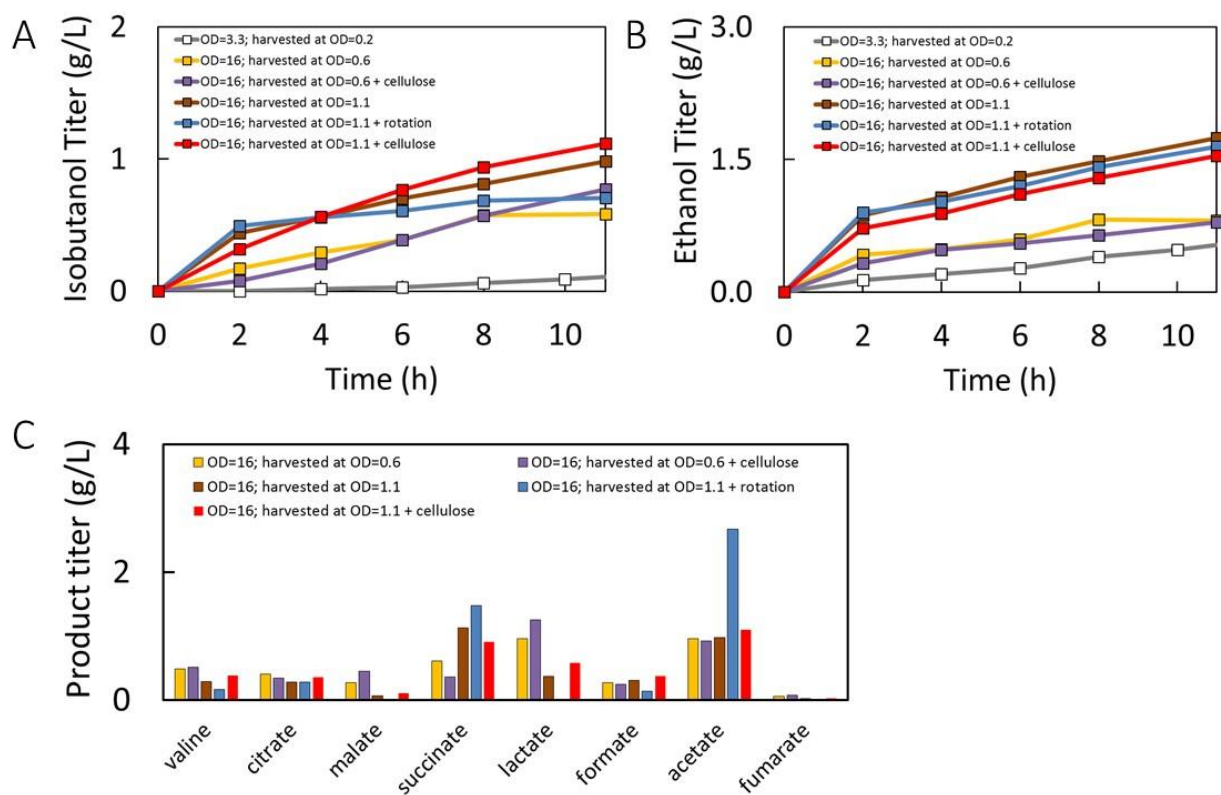 A
Isobutanol Titer (g/L)
2
1
0
OD=3.3; harvested at OD=0.2
OD=16; harvested at OD=0.6
OD=16; harvested at OD=0.6 + cellulose
OD=16; harvested at OD=1.1
OD=16; harvested at OD=1.1 + rotation
OD=16; harvested at OD=1.1 + cellulose
0 2 4 6 8 10
Time (h)
B
Ethanol Titer (g/L)
3.0
1.5
0.0
OD=3.3; harvested at OD=0.2
OD=16; harvested at OD=0.6
OD=16; harvested at OD=0.6 + cellulose
OD=16; harvested at OD=1.1
OD=16; harvested at OD=1.1 + rotation
OD=16; harvested at OD=1.1 + cellulose
0 2 4 6 8 10
Time (h)
C
Product titer (g/L)
4
2
0
OD=16; harvested at OD=0.6
OD=16; harvested at OD=0.6 + cellulose
OD=16; harvested at OD=1.1
OD=16; harvested at OD=1.1 + rotation
OD=16; harvested at OD=1.1 + cellulose
valine
citrate
malate
succinate
lactate
formate
acetate
fumarate